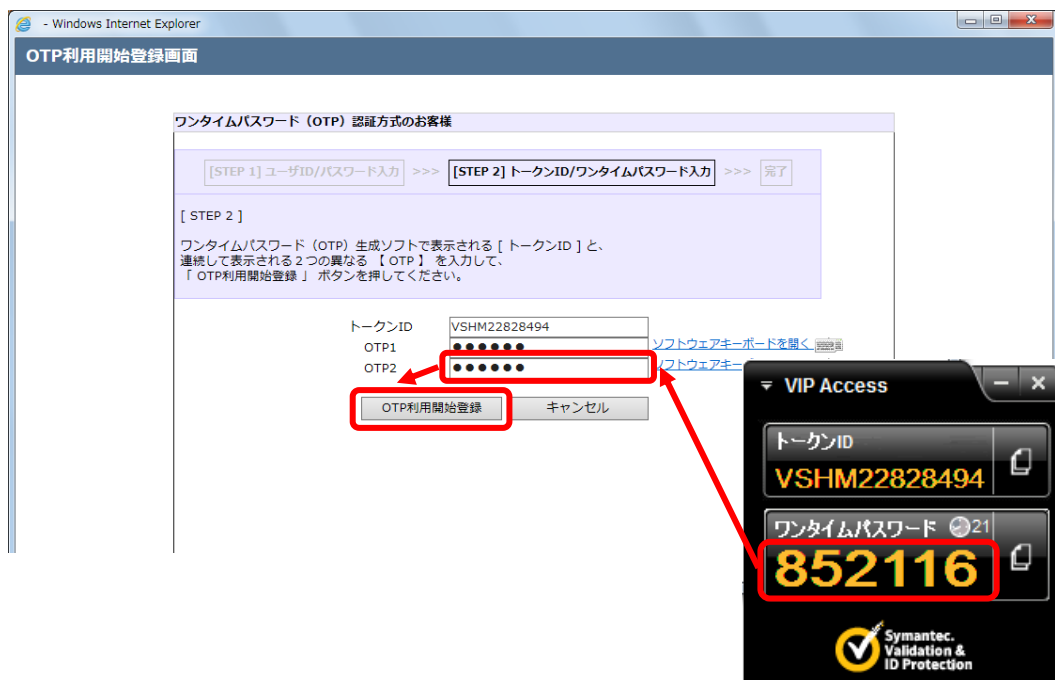 - Windows Internet Explorer
OTP利用開始登録画面
ワンタイムパスワード（OTP）認証方式のお客様
[STEP 1] ユーザID/パスワード入力 >>> [STEP 2] トークンID/ワンタイムパスワード入力 >>> 完了
[ STEP 2 ]
ワンタイムパスワード（OTP）生成ソフトで表示される [ トークンID ] と、
連続して表示される２つの異なる 【 OTP 】 を入力して、
「 OTP利用開始登録 」 ボタンを押してください。
トークンID VSHM22828494
OTP1 ●●●●●● ソフトウェアキーボードを開く
OTP2 ●●●●●● ソフトウェアキー
OTP利用開始登録 キャンセル
VIP Access
トークンID
VSHM22828494
ワンタイムパスワード 21
852116
Symantec.
Validation &
ID Protection